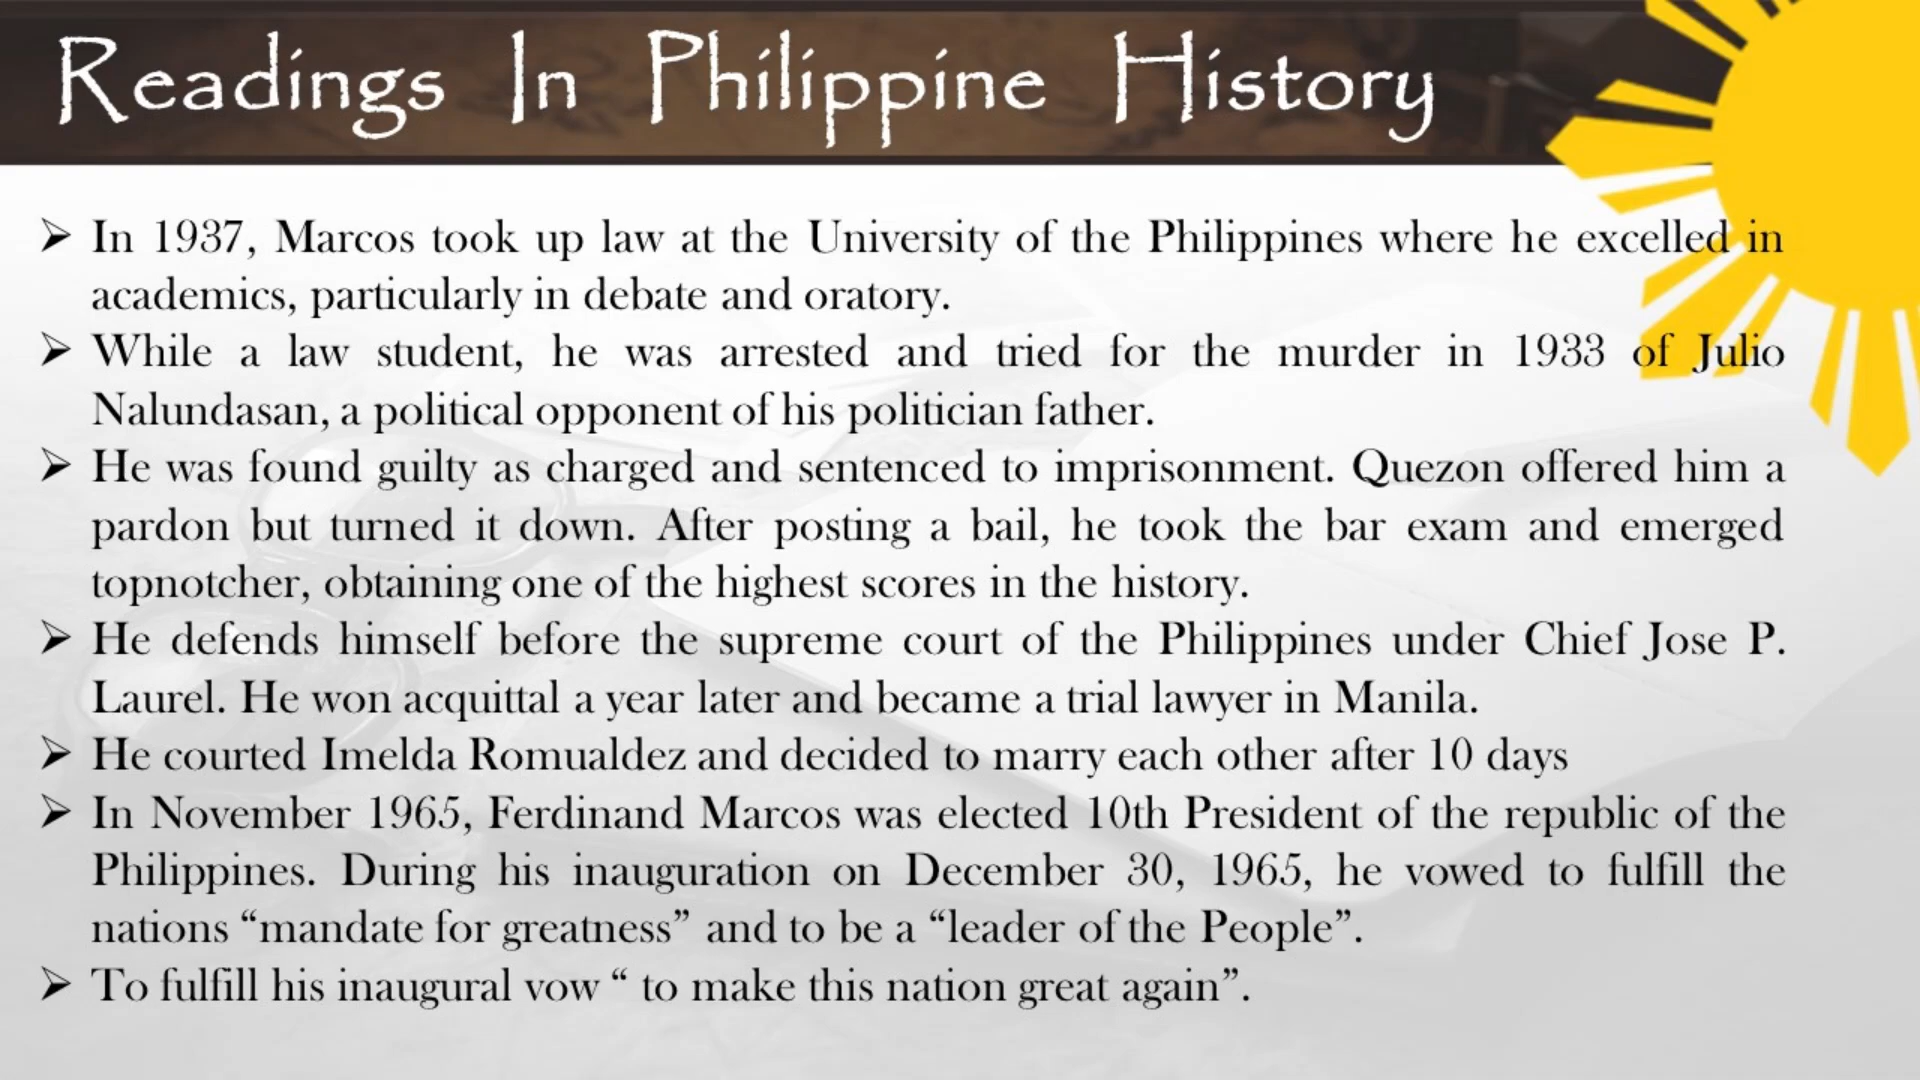 Readings In Philippine History
➢ In 1937, Marcos took up law at the University of the Philippines where he excelled in
academics, particularly in debate and oratory.
➢ While a law student, he was arrested and tried for the murder in 1933 of Julio
Nalundasan, a political opponent of his politician father.
➢ He was found guilty as charged and sentenced to imprisonment. Quezon offered him a
pardon but turned it down. After posting a bail, he took the bar exam and emerged
topnotcher, obtaining one of the highest scores in the history.
➢ He defends himself before the supreme court of the Philippines under Chief Jose P.
Laurel. He won acquittal a year later and became a trial lawyer in Manila.
➢ He courted Imelda Romualdez and decided to marry each other after 10 days
➢ In November 1965, Ferdinand Marcos was elected 10th President of the republic of the
Philippines. During his inauguration on December 30, 1965, he vowed to fulfill the
nations “mandate for greatness” and to be a “leader of the People”.
➢ To fulfill his inaugural vow “ to make this nation great again”.